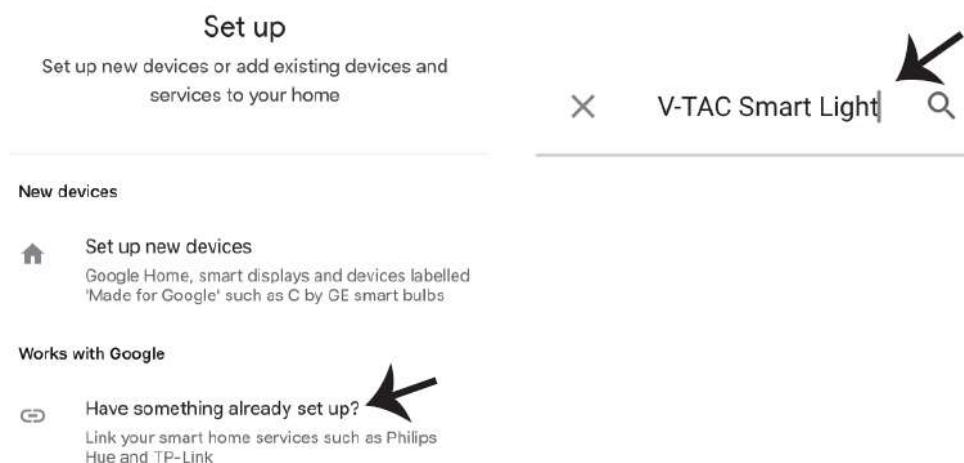 Set up
Set up new devices or add existing devices and
services to your home
New devices
Set up new devices
Google Home, smart displays and devices labelled
'Made for Google' such as C by GE smart bulbs
Works with Google
Have something already set up?
Link your smart home services such as Philips
Hue and TP-Link
V-TAC Smart Light